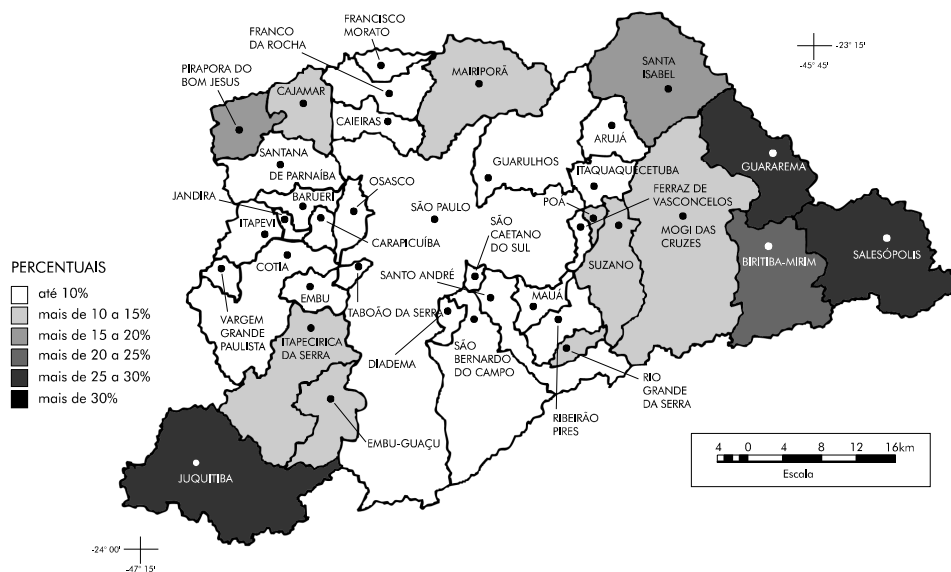 FRANCISCO
MORATO
FRANCO
DA ROCHA
PIRAPORA DO
BOM JESUS
CAJAMAR
MAIRIPORÃ
SANTA
ISABEL
-23° 15'
-45° 45'
CAIEIRAS
ARUJÁ
GUARULHOS
SANTANA
DE PARNAÍBA
ITAQUAQUECETUBA
GUARAREMA
JANDIRA
BARUERI
OSASCO
FERRAZ DE
VASCONCELOS
POÁ
SÃO PAULO
ITAPEVI
CARAPICUÍBA
SÃO
CAETANO
DO SUL
MOGI DAS
CRUZES
COTIA
SANTO ANDRÉ
SUZANO
BIRITIBA-MIRIM
SALESÓPOLIS
EMBU
MAUÁ
VARGEM
GRANDE
PAULISTA
TABOÃO DA SERRA
ITAPECIRICA
DA SERRA
DIADEMA
SÃO
BERNARDO
DO CAMPO
RIO
GRANDE
DA SERRA
RIBEIRÃO
PIRES
EMBU-GUAÇU
JUQUITIBA
PERCENTUAIS
até 10%
mais de 10 a 15%
mais de 15 a 20%
mais de 20 a 25%
mais de 25 a 30%
mais de 30%
4 0 4 8 12 16km
Escala
-24° 00'
-47° 15'